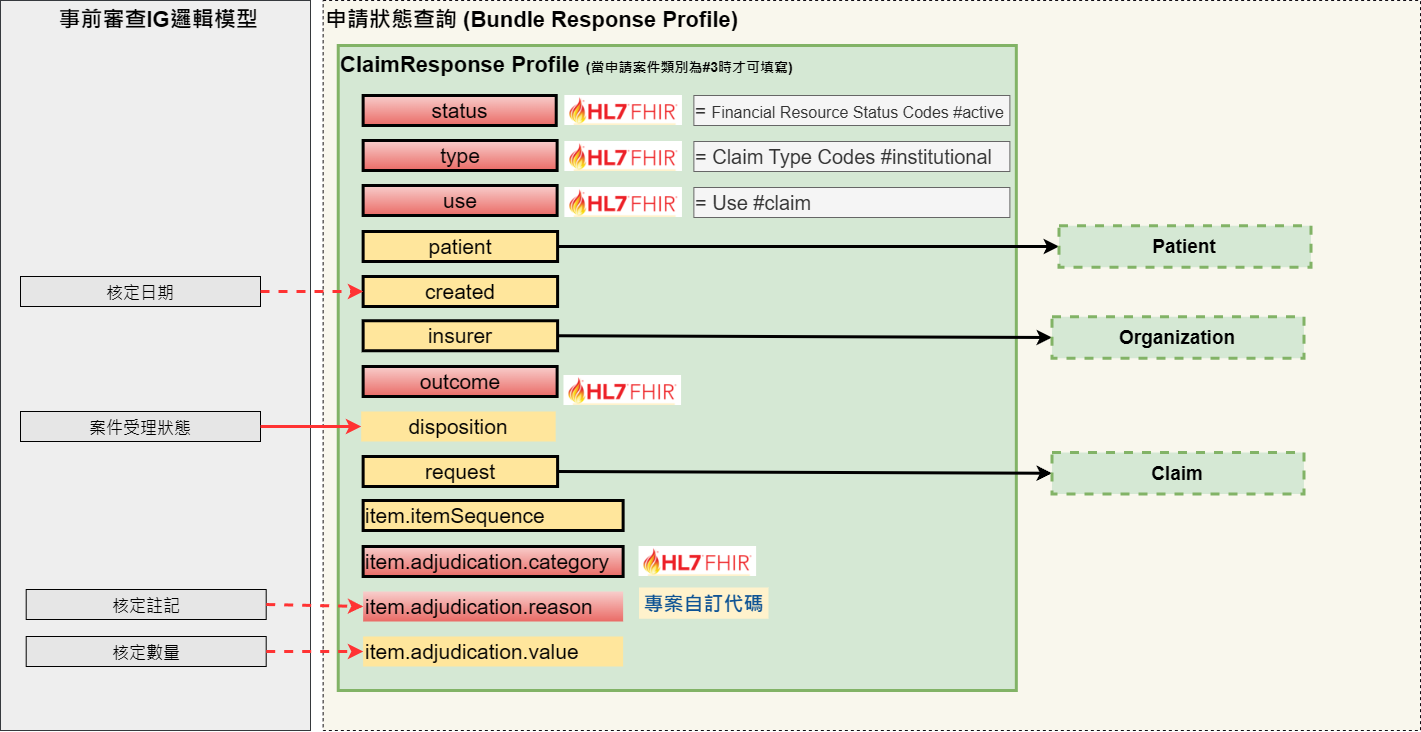 事前審查IG邏輯模型
申請狀態查詢 (Bundle Response Profile)
ClaimResponse Profile (當申請案件類別為#3時才可填寫)
status HL7 FHIR = Financial Resource Status Codes #active
type HL7 FHIR = Claim Type Codes #institutional
use HL7 FHIR = Use #claim
patient Patient
核定日期 created
insurer Organization
outcome HL7 FHIR
案件受理狀態 disposition
request Claim
item.itemSequence
item.adjudication.category HL7 FHIR
核定註記 item.adjudication.reason 專案自訂代碼
核定數量 item.adjudication.value